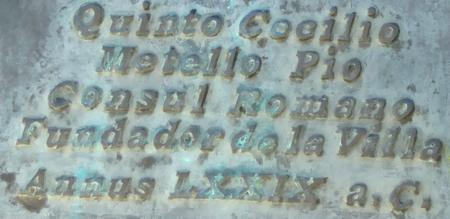 Quinto Cecilio
Metello Pio
Consul Romano
Fundador de la Villa
Annus LXXIX a.C.